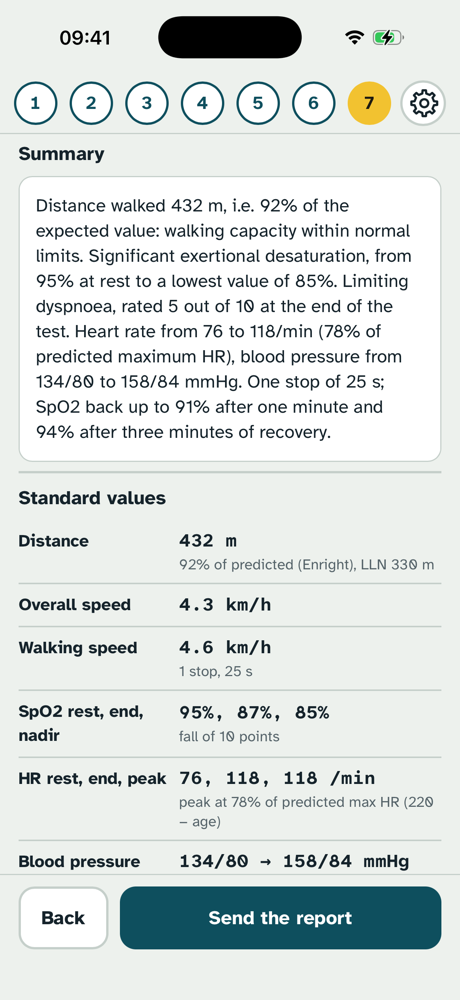 09:41
1 2 3 4 5 6 7
Summary
Distance walked 432 m, i.e. 92% of the
expected value: walking capacity within normal
limits. Significant exertional desaturation, from
95% at rest to a lowest value of 85%. Limiting
dyspnoea, rated 5 out of 10 at the end of the
test. Heart rate from 76 to 118/min (78% of
predicted maximum HR), blood pressure from
134/80 to 158/84 mmHg. One stop of 25 s;
SpO2 back up to 91% after one minute and
94% after three minutes of recovery.
Standard values
Distance 432 m
92% of predicted (Enright), LLN 330 m
Overall speed 4.3 km/h
Walking speed 4.6 km/h
1 stop, 25 s
SpO2 rest, end, nadir 95%, 87%, 85%
fall of 10 points
HR rest, end, peak 76, 118, 118 /min
peak at 78% of predicted max HR (220
– age)
Blood pressure 134/80 → 158/84 mmHg
Back Send the report